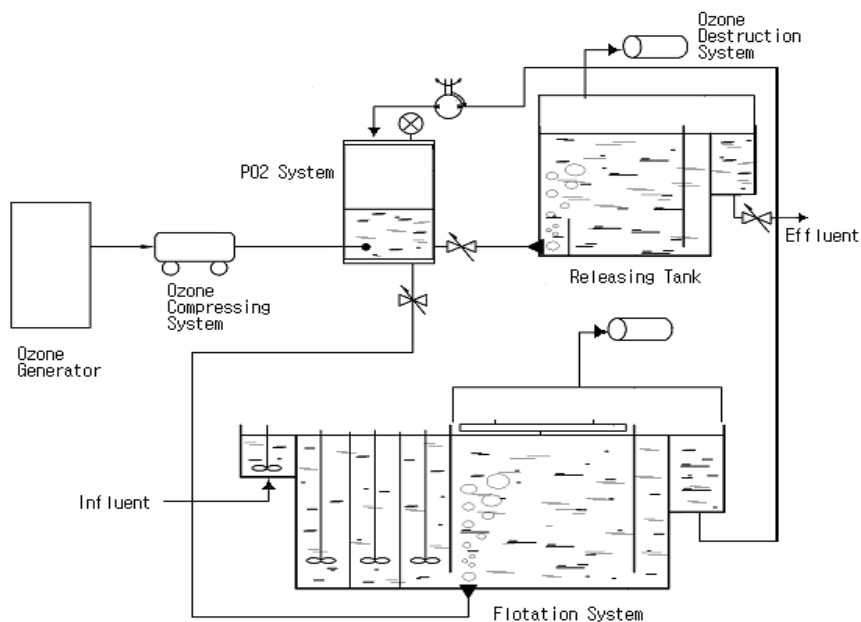 Ozone
Destruction
System
PO2 System
Effluent
Releasing Tank
Ozone
Compressing
System
Ozone
Generator
Influent
Flotation System